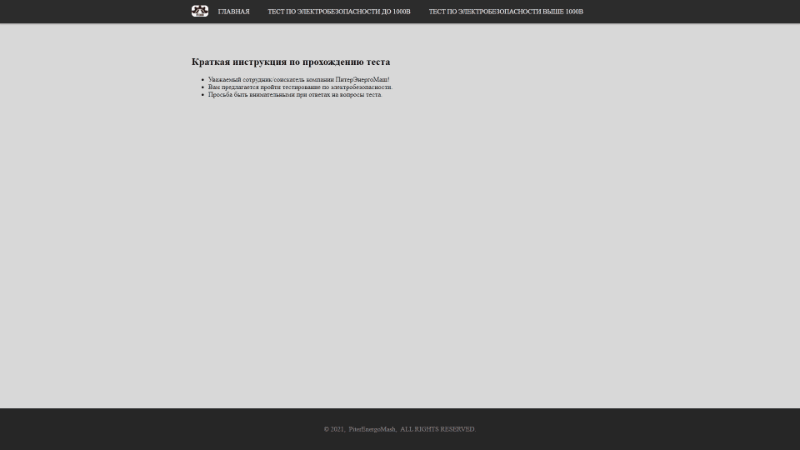 ГЛАВНАЯ ТЕСТ ПО ЭЛЕКТРОБЕЗОПАСНОСТИ ДО 1000В ТЕСТ ПО ЭЛЕКТРОБЕЗОПАСНОСТИ ВЫШЕ 1000В
Краткая инструкция по прохождению теста
Уважаемый сотрудник/соискатель компании ПитерЭнергоМаш!
Вам предлагается пройти тестирование по электробезопасности.
Просьба быть внимательными при ответах на вопросы теста.
© 2021, PiterEnergoMash, ALL RIGHTS RESERVED.